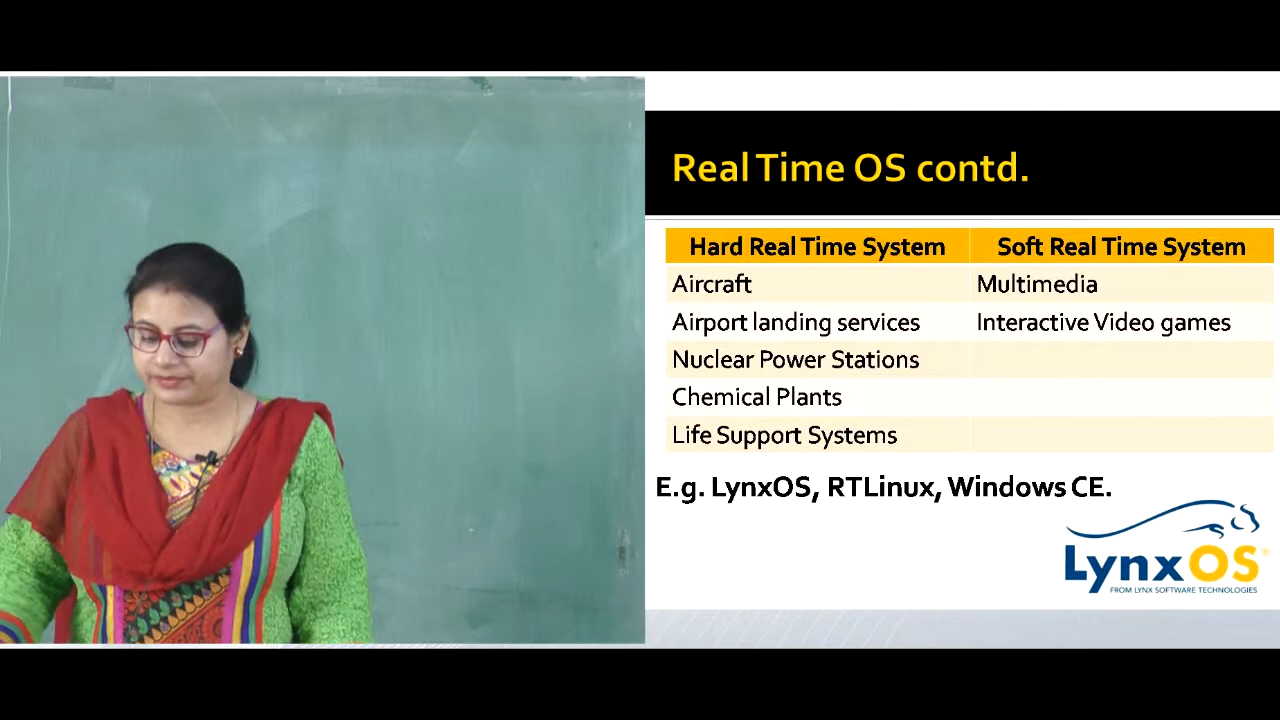 Real Time OS contd.
Hard Real Time System Soft Real Time System
Aircraft Multimedia
Airport landing services Interactive Video games
Nuclear Power Stations
Chemical Plants
Life Support Systems
E.g. LynxOS, RTLinux, Windows CE.
LynxOS®
FROM LYNX SOFTWARE TECHNOLOGIES